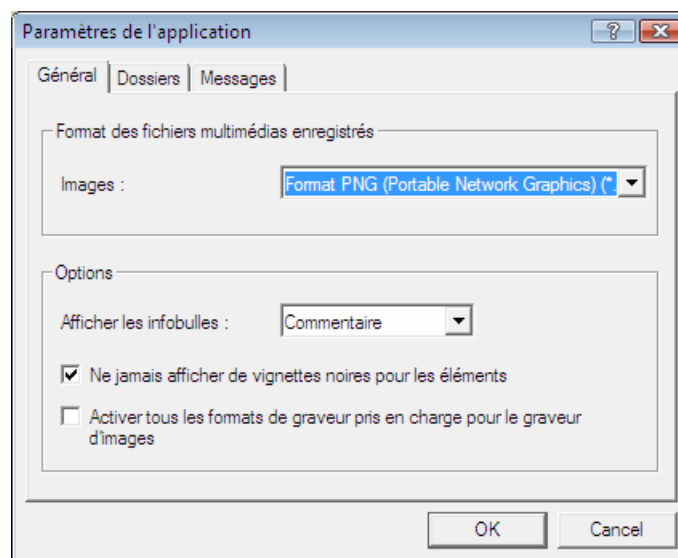 Paramètres de l'application
?
Général
Dossiers
Messages
Format des fichiers multimédias enregistrés
Images :
Format PNG (Portable Network Graphics) (*.
Options
Afficher les infobulles :
Commentaire
Ne jamais afficher de vignettes noires pour les éléments
Activer tous les formats de graveur pris en charge pour le graveur
d'images
OK
Cancel